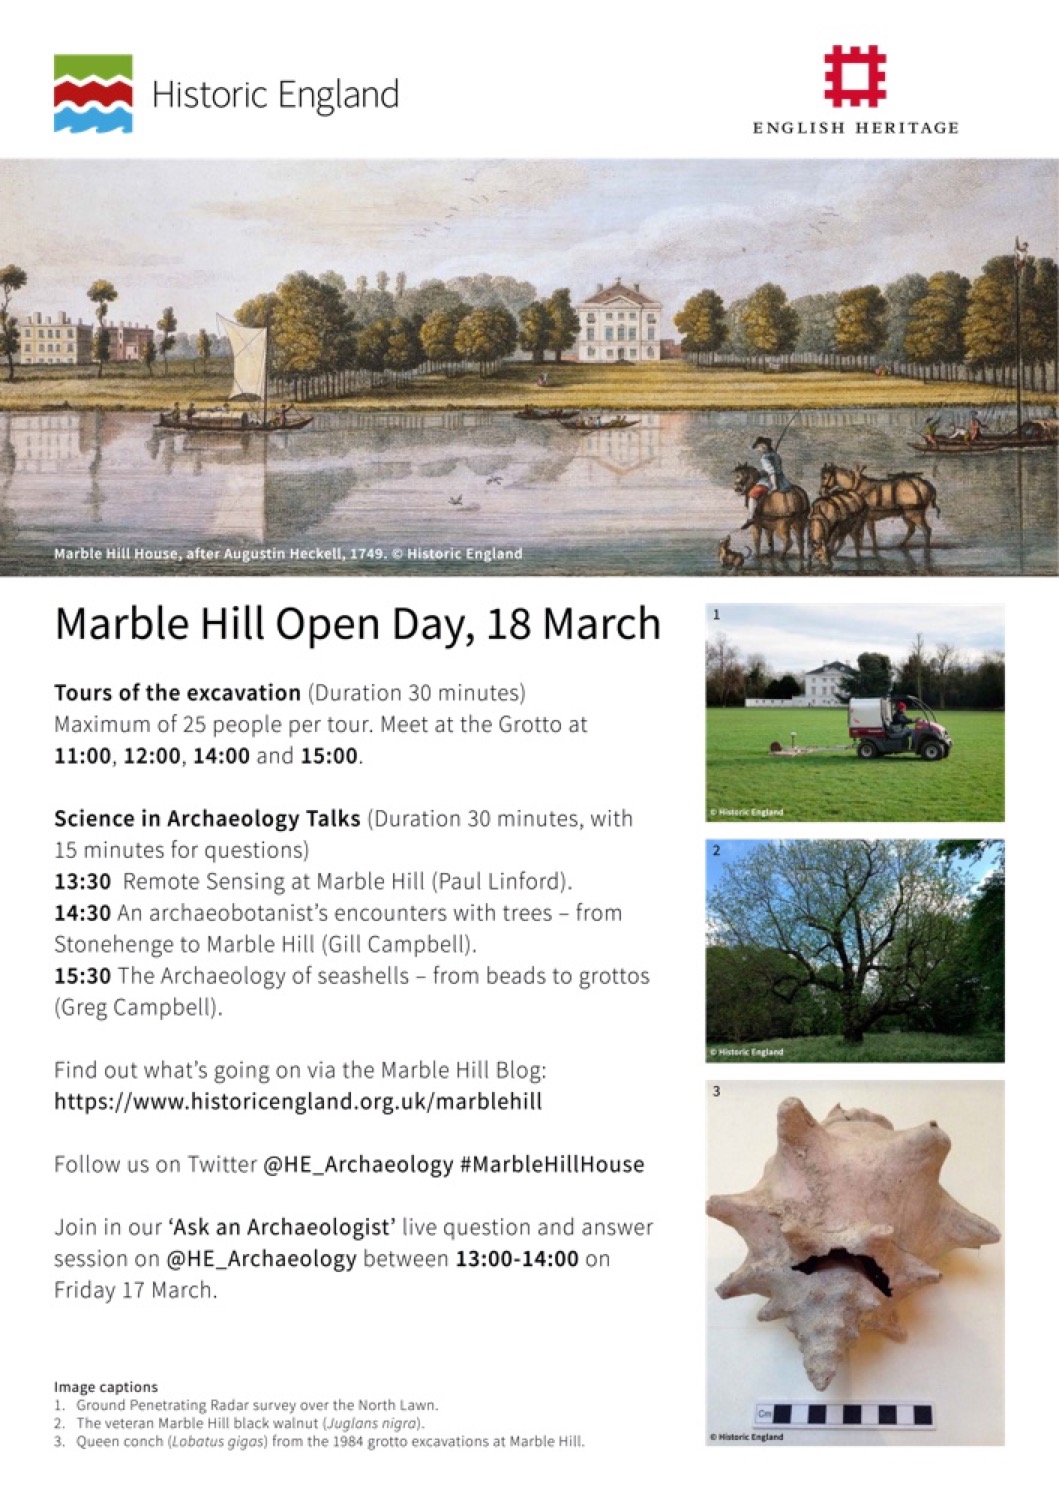 Historic England
ENGLISH HERITAGE
Marble Hill House, after Augustin Heckell, 1749. © Historic England
Marble Hill Open Day, 18 March
Tours of the excavation (Duration 30 minutes)
Maximum of 25 people per tour. Meet at the Grotto at
11:00, 12:00, 14:00 and 15:00.
Science in Archaeology Talks (Duration 30 minutes, with
15 minutes for questions)
13:30 Remote Sensing at Marble Hill (Paul Linford).
14:30 An archaeobotanist's encounters with trees – from
Stonehenge to Marble Hill (Gill Campbell).
15:30 The Archaeology of seashells – from beads to grottos
(Greg Campbell).
Find out what's going on via the Marble Hill Blog:
https://www.historicengland.org.uk/marblehill
Follow us on Twitter @HE_Archaeology #MarbleHillHouse
Join in our ‘Ask an Archaeologist’ live question and answer
session on @HE_Archaeology between 13:00-14:00 on
Friday 17 March.
Image captions
1. Ground Penetrating Radar survey over the North Lawn.
2. The veteran Marble Hill black walnut (Juglans nigra).
3. Queen conch (Lobatus gigas) from the 1984 grotto excavations at Marble Hill.
1
© Historic England
2
© Historic England
3
Cm
© Historic England